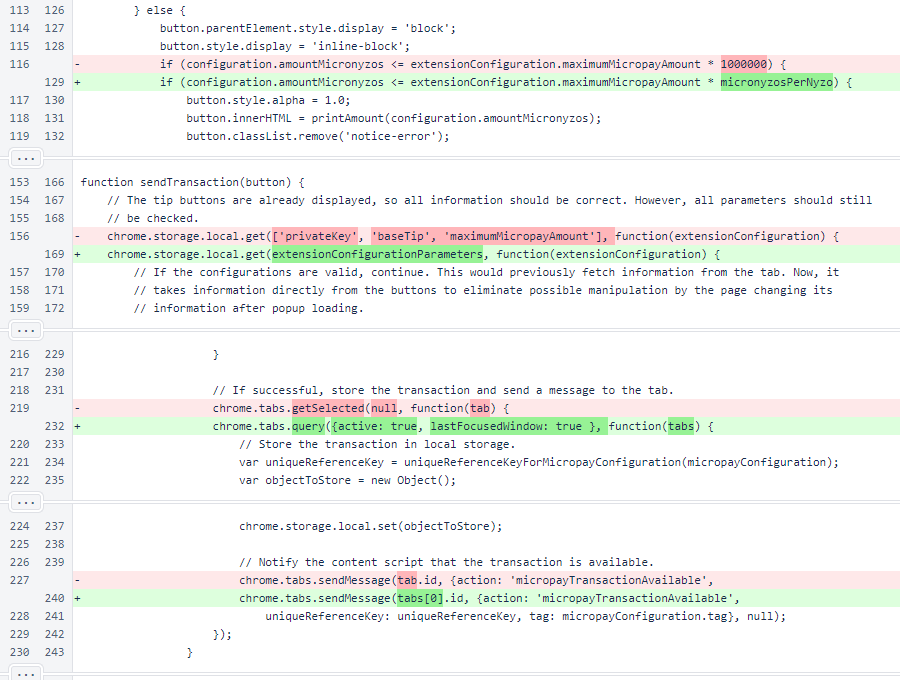 113 126 } else {
114 127 button.parentElement.style.display = 'block';
115 128 button.style.display = 'inline-block';
116 - if (configuration.amountMicronyzos <= extensionConfiguration.maximumMicropayAmount * 1000000) {
129 + if (configuration.amountMicronyzos <= extensionConfiguration.maximumMicropayAmount * micronyzosPerNyzo) {
117 130 button.style.alpha = 1.0;
118 131 button.innerHTML = printAmount(configuration.amountMicronyzos);
119 132 button.classList.remove('notice-error');
...
153 166 function sendTransaction(button) {
154 167 // The tip buttons are already displayed, so all information should be correct. However, all parameters should still
155 168 // be checked.
156 - chrome.storage.local.get(['privateKey', 'baseTip', 'maximumMicropayAmount'], function(extensionConfiguration) {
169 + chrome.storage.local.get(extensionConfigurationParameters, function(extensionConfiguration) {
157 170 // If the configurations are valid, continue. This would previously fetch information from the tab. Now, it
158 171 // takes information directly from the buttons to eliminate possible manipulation by the page changing its
159 172 // information after popup loading.
...
216 229 }
217 230
218 231 // If successful, store the transaction and send a message to the tab.
219 - chrome.tabs.getSelected(null, function(tab) {
232 + chrome.tabs.query({active: true, lastFocusedWindow: true }, function(tabs) {
220 233 // Store the transaction in local storage.
221 234 var uniqueReferenceKey = uniqueReferenceKeyForMicropayConfiguration(micropayConfiguration);
222 235 var objectToStore = new Object();
...
224 237 chrome.storage.local.set(objectToStore);
225 238
226 239 // Notify the content script that the transaction is available.
227 - chrome.tabs.sendMessage(tab.id, {action: 'micropayTransactionAvailable',
240 + chrome.tabs.sendMessage(tabs[0].id, {action: 'micropayTransactionAvailable',
228 241 uniqueReferenceKey: uniqueReferenceKey, tag: micropayConfiguration.tag}, null);
229 242 });
230 243 }
...